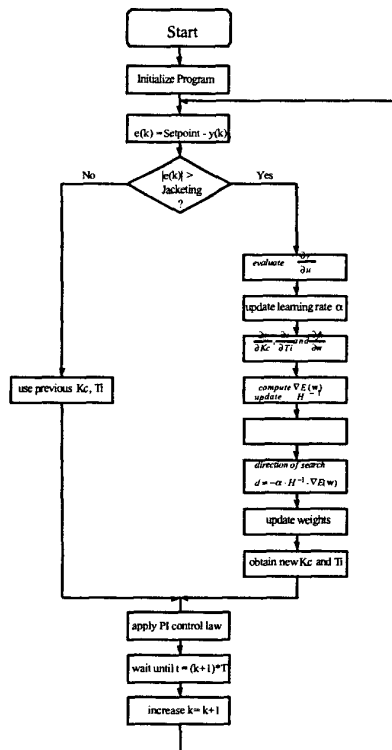 Start
Initialize Program
e(k) = Setpoint - y(k)
|e(k)| >
Jacketing
?
No
Yes
evaluate ∂y/∂u
update learning rate α
∂Kc , ∂Ti and ∂w
compute ∇E(w)
update H⁻¹
use previous Kc, Ti
direction of search
d = -α · H⁻¹ · ∇E(w)
update weights
obtain new Kc and Ti
apply PI control law
wait until t = (k+1)*T
increase k= k+1